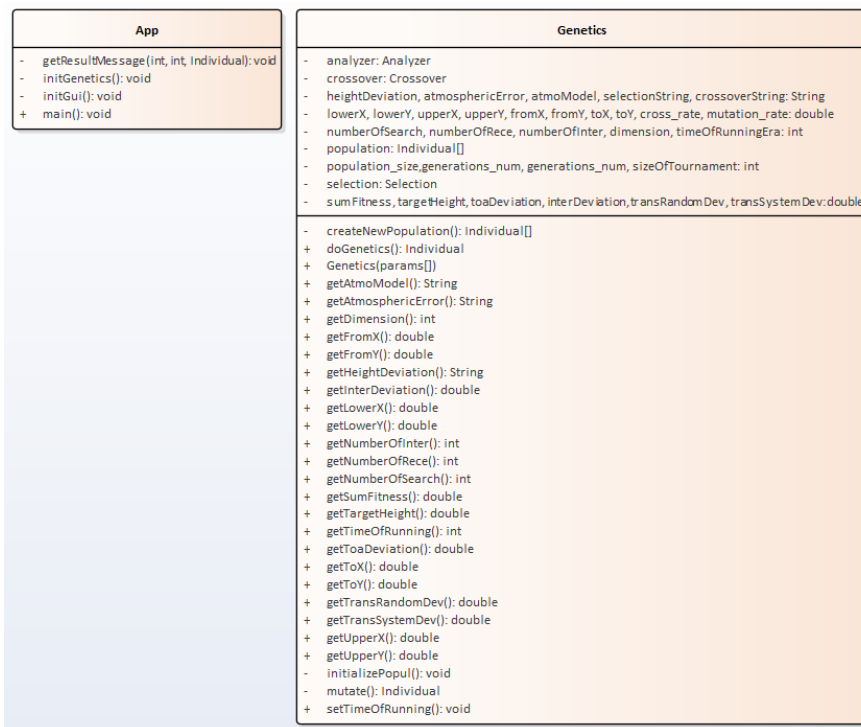 App
- getResultMessage(int, int, Individual): void
- initGenetics(): void
- initGui(): void
+ main(): void
Genetics
- analyzer: Analyzer
- crossover: Crossover
- heightDeviation, atmosphericError, atmoModel, selectionString, crossoverString: String
- lowerX, lowerY, upperX, upperY, fromX, fromY, toX, toY, cross_rate, mutation_rate: double
- numberOfSearch, numberOfRece, numberOfInter, dimension, timeOfRunningEra: int
- population: Individual[]
- population_size,generations_num, generations_num, sizeOfTournament: int
- selection: Selection
- sumFitness, targetHeight, toaDeviation, interDeviation,transRandomDev, transSystemDev:double
- createNewPopulation(): Individual[]
+ doGenetics(): Individual
+ Genetics(params[])
+ getAtmoModel(): String
+ getAtmosphericError(): String
+ getDimension(): int
+ getFromX(): double
+ getFromY(): double
+ getHeightDeviation(): String
+ getInterDeviation(): double
+ getLowerX(): double
+ getLowerY(): double
+ getNumberOfInter(): int
+ getNumberOfRece(): int
+ getNumberOfSearch(): int
+ getSumFitness(): double
+ getTargetHeight(): double
+ getTimeOfRunning(): int
+ getToaDeviation(): double
+ getToX(): double
+ getToY(): double
+ getTransRandomDev(): double
+ getTransSystemDev(): double
+ getUpperX(): double
+ getUpperY(): double
- initializePopul(): void
- mutate(): Individual
+ setTimeOfRunning(): void